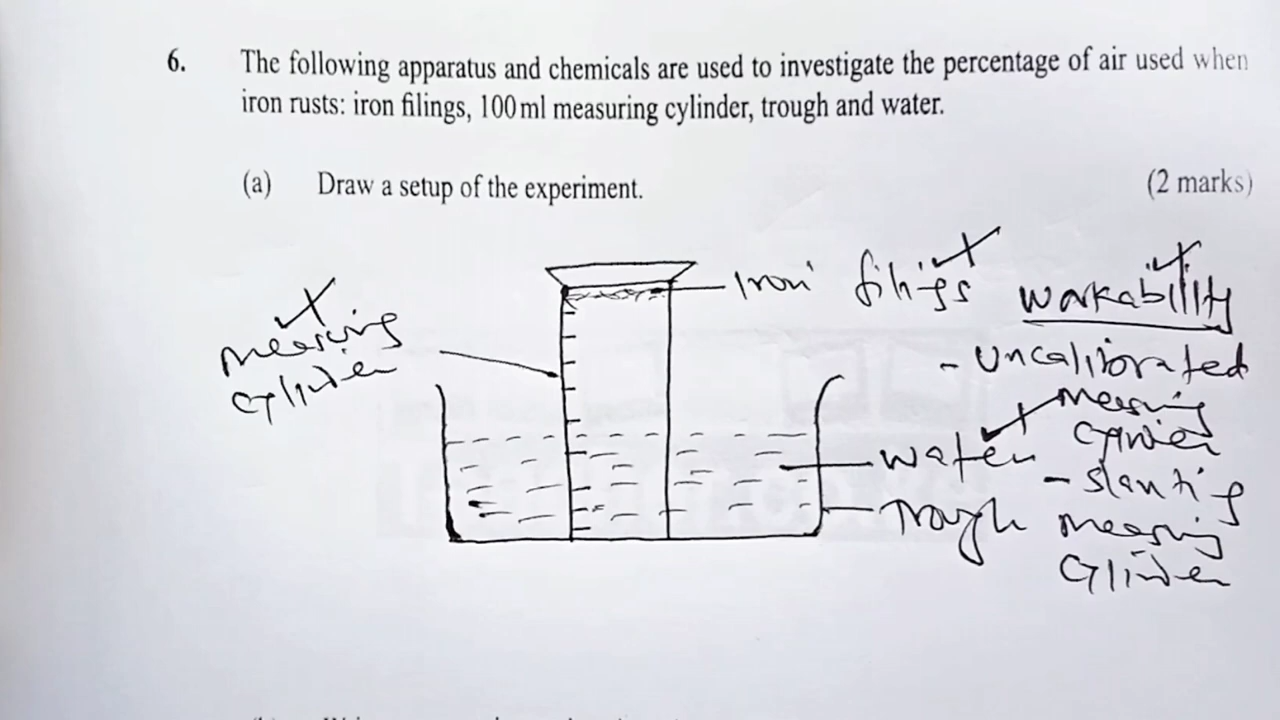 6. The following apparatus and chemicals are used to investigate the percentage of air used when
iron rusts: iron filings, 100 ml measuring cylinder, trough and water.
(a) Draw a setup of the experiment. (2 marks)
Iron filings
measuring
cylinder
workability
- uncalibrated
measuring
cylinder
- slanting
measuring
cylinder
water
Trough